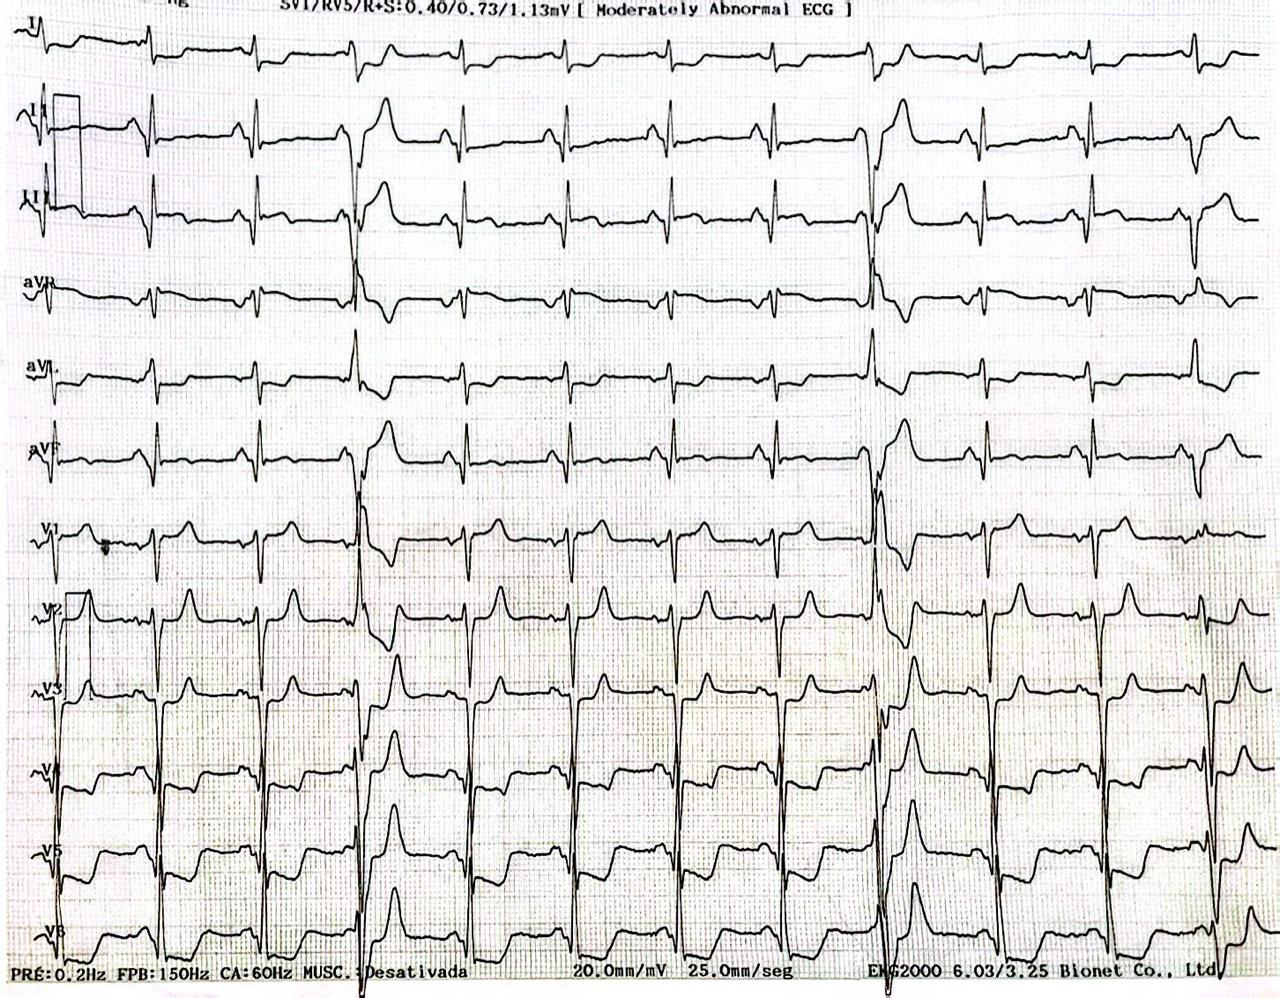 SV1/RV5/R+S:0.40/0.73/1.13mV [ Moderately Abnormal ECG ]
I
II
III
aVR
aVL
aVF
V1
V2
V3
V4
V5
V6
PRÉ:0.2Hz FPB:150Hz CA:60Hz MUSC.:Desativada 20.0mm/mV 25.0mm/seg EKG2000 6.03/3.25 Bionet Co., Ltd